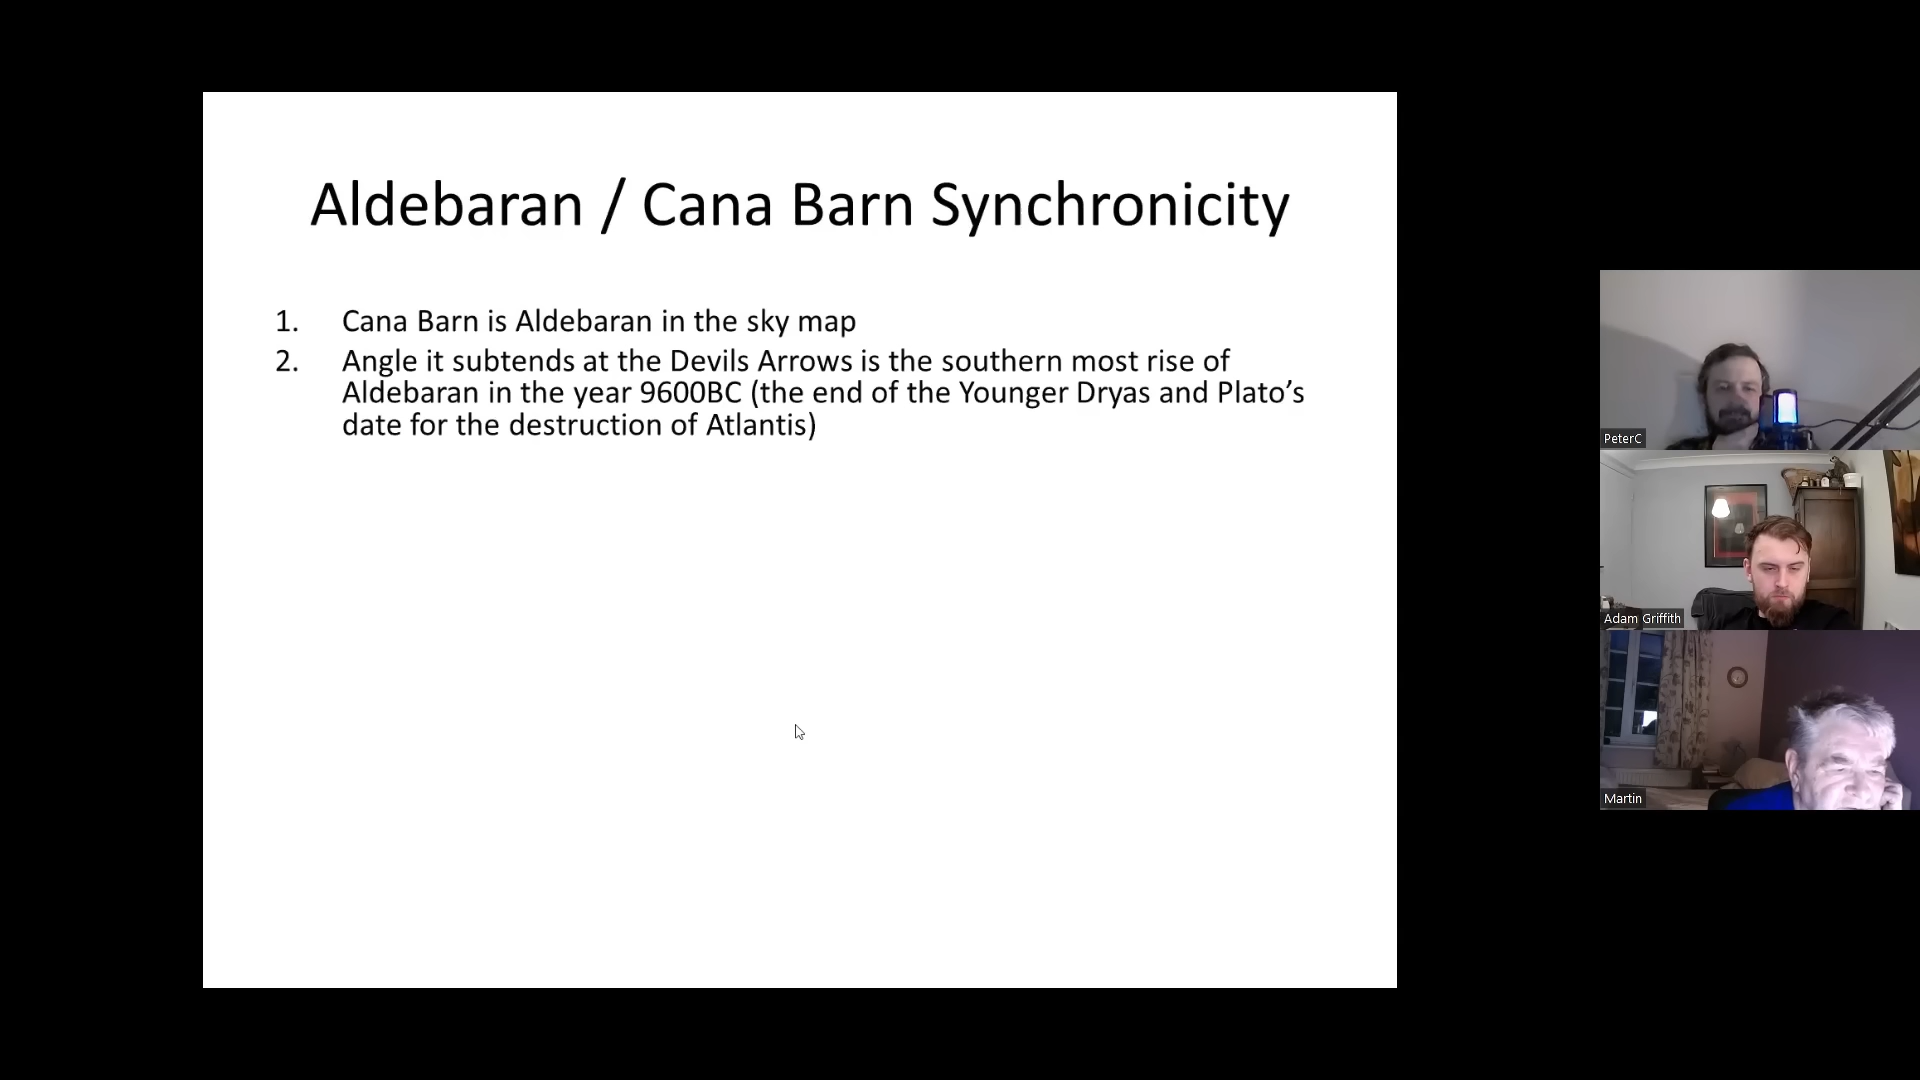 Aldebaran / Cana Barn Synchronicity
1. Cana Barn is Aldebaran in the sky map
2. Angle it subtends at the Devils Arrows is the southern most rise of
Aldebaran in the year 9600BC (the end of the Younger Dryas and Plato’s
date for the destruction of Atlantis)
PeterC
Adam Griffith
Martin